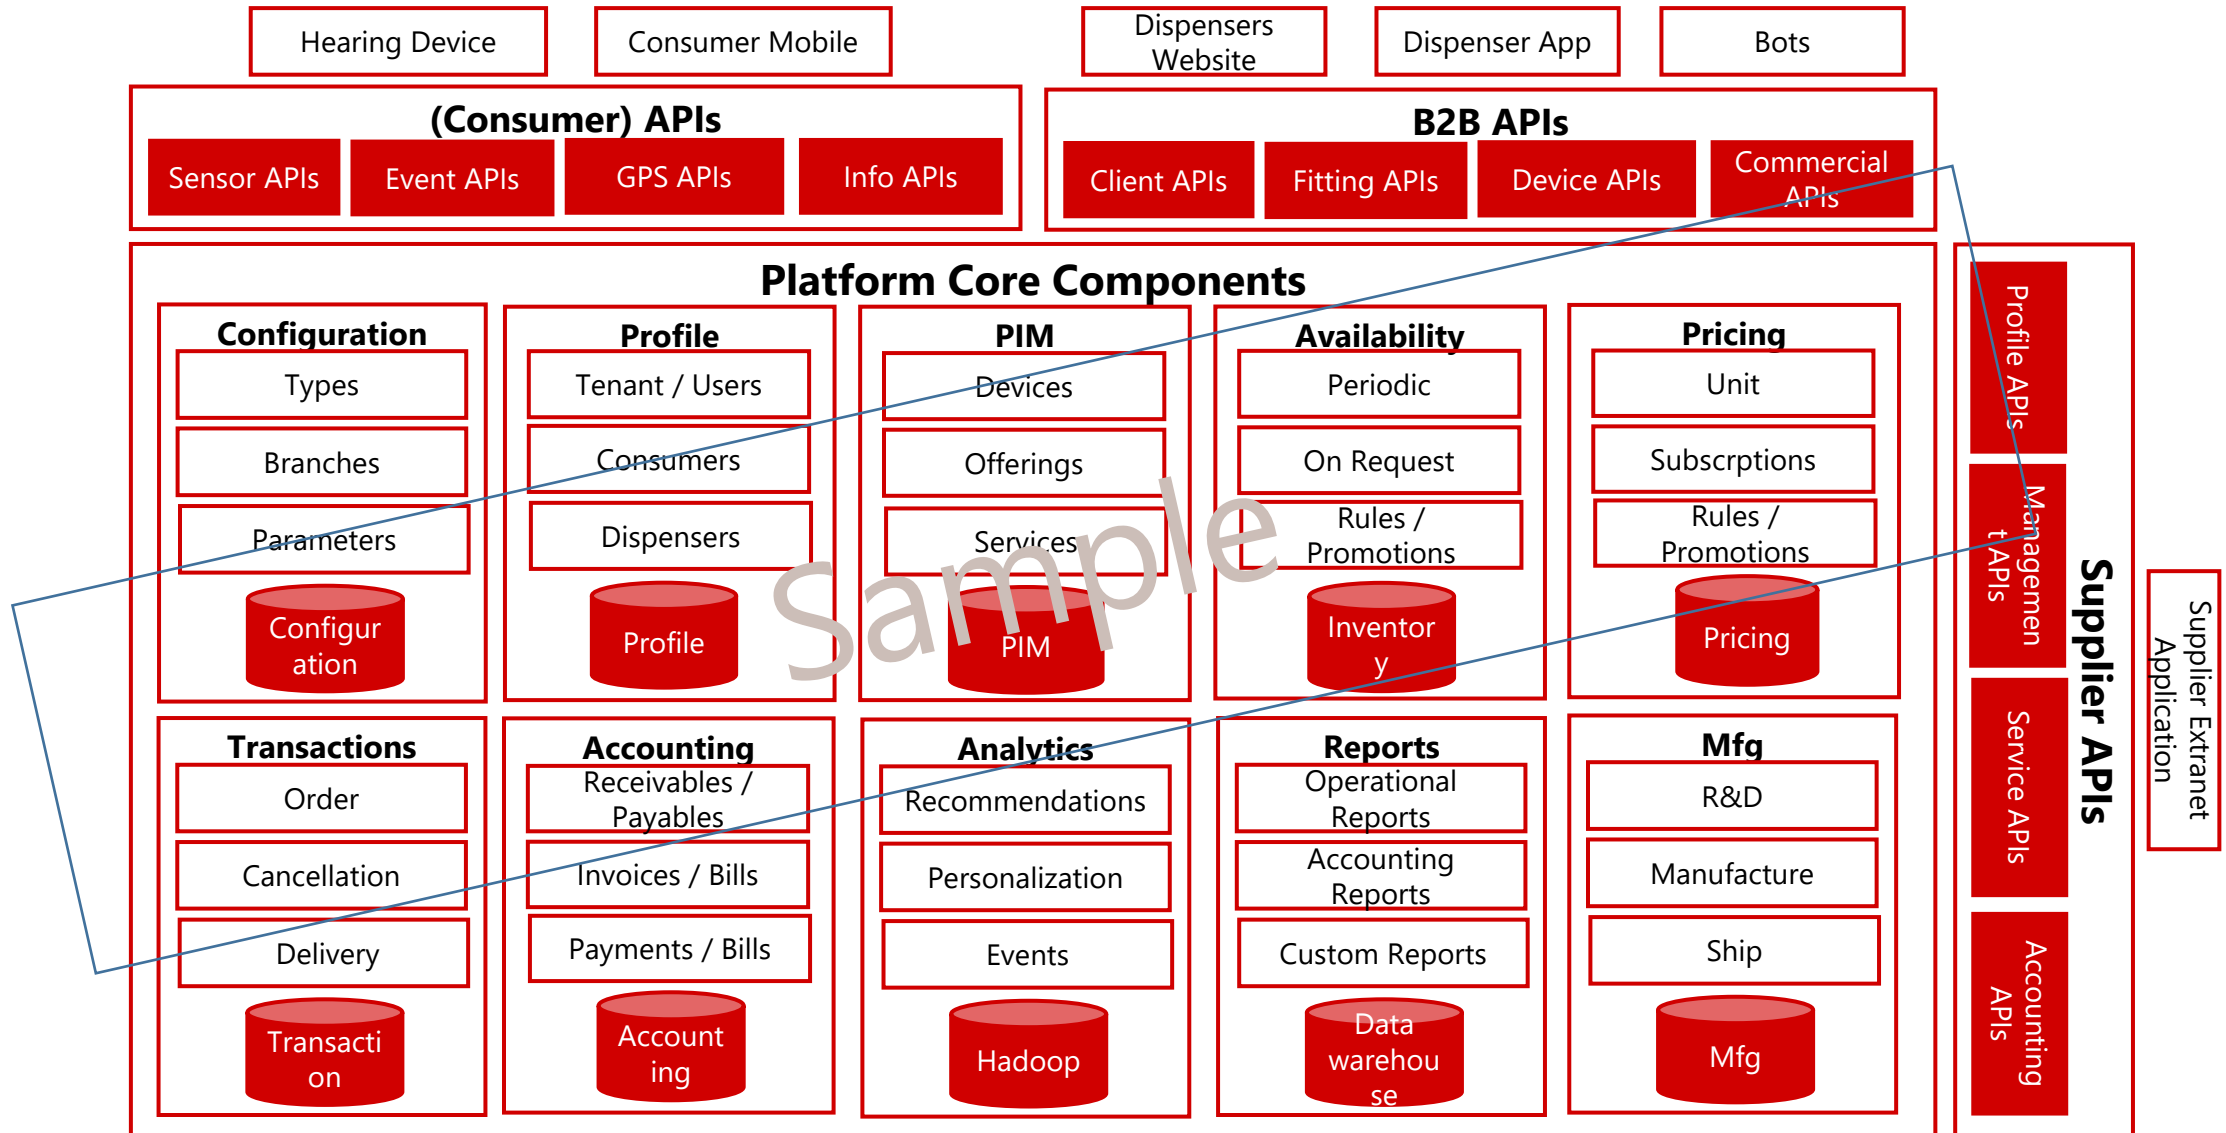 Hearing Device
Consumer Mobile
Dispensers
Website
Dispenser App
Bots
(Consumer) APIs
Sensor APIs
Event APIs
GPS APIs
Info APIs
B2B APIs
Client APIs
Fitting APIs
Device APIs
Commercial
APIs
Platform Core Components
Configuration
Types
Branches
Parameters
Configur
ation
Profile
Tenant / Users
Consumers
Dispensers
Profile
PIM
Devices
Offerings
Services
PIM
Availability
Periodic
On Request
Rules /
Promotions
Inventor
y
Pricing
Unit
Subscrptions
Rules /
Promotions
Pricing
Sample
Transactions
Order
Cancellation
Delivery
Transacti
on
Accounting
Receivables /
Payables
Invoices / Bills
Payments / Bills
Account
ing
Analytics
Recommendations
Personalization
Events
Hadoop
Reports
Operational
Reports
Accounting
Reports
Custom Reports
Data
warehou
se
Mfg
R&D
Manufacture
Ship
Mfg
Supplier APIs
Profile APIs
Managemen
t APIs
Service APIs
Accounting
APIs
Supplier Extranet
Application